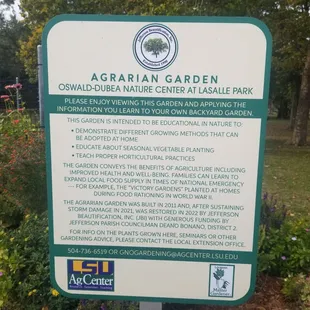 AGRARIAN GARDEN
OSWALD-DUBEA NATURE CENTER AT LASALLE PARK
PLEASE ENJOY VIEWING THIS GARDEN AND APPLYING THE
INFORMATION YOU LEARN TO YOUR OWN BACKYARD GARDEN.
THIS GARDEN IS INTENDED TO BE EDUCATIONAL IN NATURE TO:
• DEMONSTRATE DIFFERENT GROWING METHODS THAT CAN
BE ADOPTED AT HOME
• EDUCATE ABOUT SEASONAL VEGETABLE PLANTING
• TEACH PROPER HORTICULTURAL PRACTICES
THE GARDEN CONVEYS THE BENEFITS OF AGRICULTURE INCLUDING
IMPROVED HEALTH AND WELL-BEING. FAMILIES CAN LEARN TO
EXPAND LOCAL FOOD SUPPLY IN TIMES OF NATIONAL EMERGENCY
— FOR EXAMPLE, THE "VICTORY GARDENS" PLANTED AT HOMES
DURING FOOD RATIONING IN WORLD WAR II.
THE AGRARIAN GARDEN WAS BUILT IN 2011 AND, AFTER SUSTAINING
STORM DAMAGE IN 2021, WAS RESTORED IN 2022 BY JEFFERSON
BEAUTIFICATION, INC. (JBI) WITH GENEROUS FUNDING BY
JEFFERSON PARISH COUNCILMAN DEANO BONANO, DISTRICT 2.
FOR INFO ON THE PLANTS GROWN HERE, SEMINARS OR OTHER
GARDENING ADVICE, PLEASE CONTACT THE LOCAL EXTENSION OFFICE.
504-736-6519 OR GNOGARDENING@AGCENTER.LSU.EDU
LSU
AgCenter
Master
Gardeners